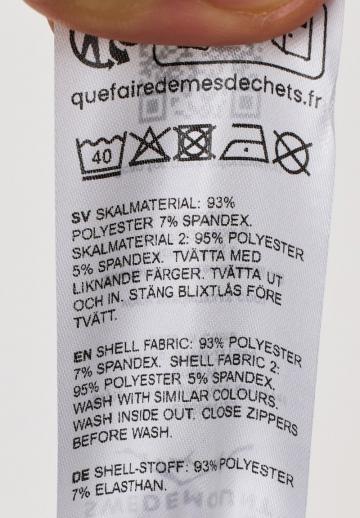 quefairedemesdechets.fr
40
SV SKALMATERIAL: 93%
POLYESTER 7% SPANDEX.
SKALMATERIAL 2: 95% POLYESTER
5% SPANDEX. TVÄTTA MED
LIKNANDE FÄRGER. TVÄTTA UT
OCH IN. STÄNG BLIXTLÅS FÖRE
TVÄTT.
EN SHELL FABRIC: 93% POLYESTER
7% SPANDEX. SHELL FABRIC 2:
95% POLYESTER 5% SPANDEX.
WASH WITH SIMILAR COLOURS.
WASH INSIDE OUT. CLOSE ZIPPERS
BEFORE WASH.
DE SHELL-STOFF: 93% POLYESTER
7% ELASTHAN.